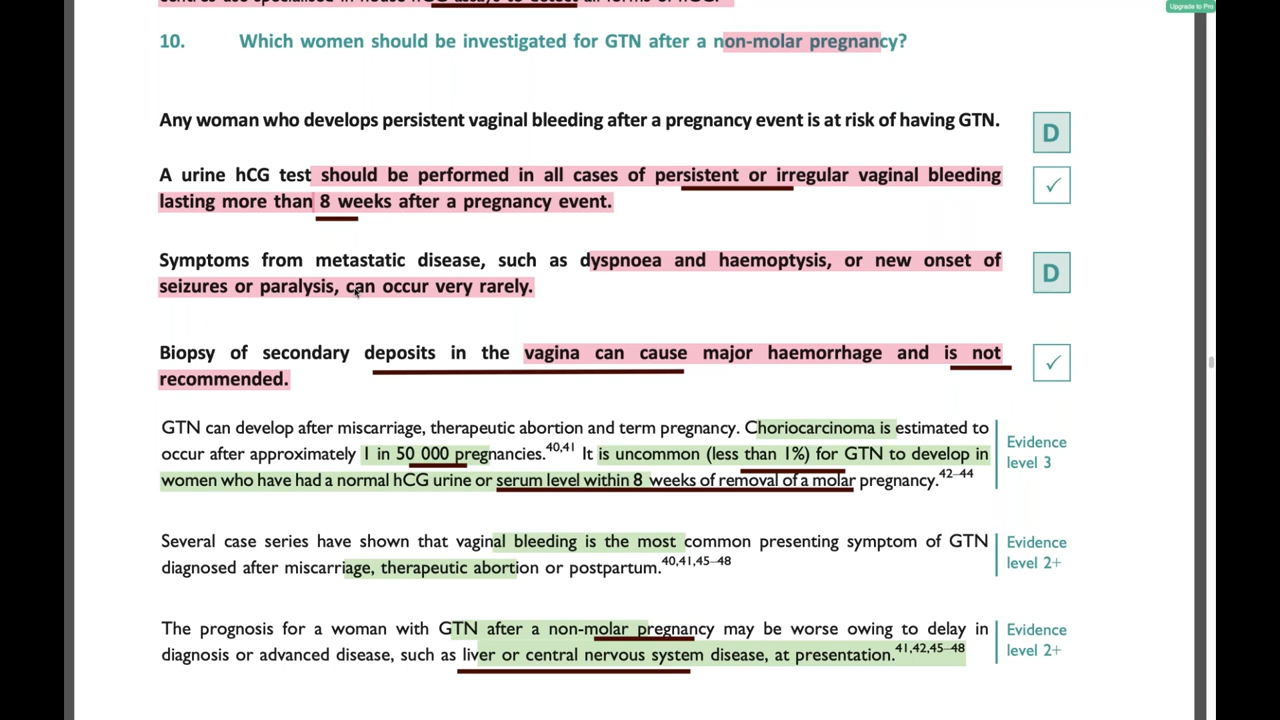 Upgrade to Pro
10. Which women should be investigated for GTN after a non-molar pregnancy?
Any woman who develops persistent vaginal bleeding after a pregnancy event is at risk of having GTN.
D
A urine hCG test should be performed in all cases of persistent or irregular vaginal bleeding
✓
lasting more than 8 weeks after a pregnancy event.
Symptoms from metastatic disease, such as dyspnoea and haemoptysis, or new onset of
D
seizures or paralysis, can occur very rarely.
Biopsy of secondary deposits in the vagina can cause major haemorrhage and is not
✓
recommended.
GTN can develop after miscarriage, therapeutic abortion and term pregnancy. Choriocarcinoma is estimated to
occur after approximately 1 in 50 000 pregnancies.40,41 It is uncommon (less than 1%) for GTN to develop in
women who have had a normal hCG urine or serum level within 8 weeks of removal of a molar pregnancy.42–44
Evidence
level 3
Several case series have shown that vaginal bleeding is the most common presenting symptom of GTN
diagnosed after miscarriage, therapeutic abortion or postpartum.40,41,45–48
Evidence
level 2+
The prognosis for a woman with GTN after a non-molar pregnancy may be worse owing to delay in
diagnosis or advanced disease, such as liver or central nervous system disease, at presentation.41,42,45–48
Evidence
level 2+